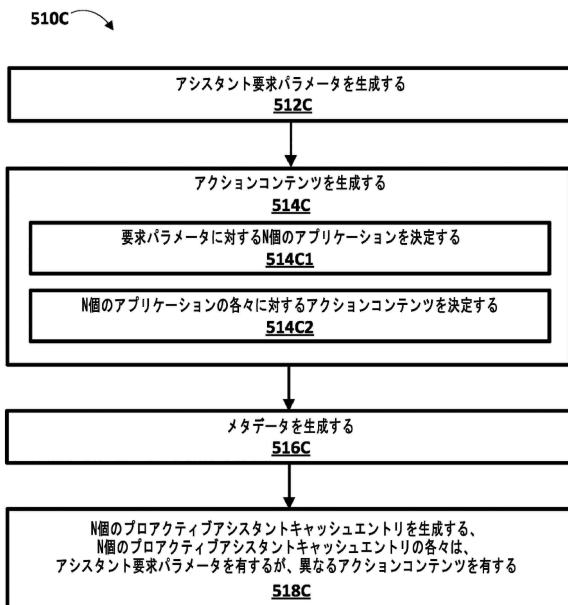 510C
アシスタント要求パラメータを生成する
512C
アクションコンテンツを生成する
514C
要求パラメータに対するN個のアプリケーションを決定する
514C1
N個のアプリケーションの各々に対するアクションコンテンツを決定する
514C2
メタデータを生成する
516C
N個のプロアクティブアシスタントキャッシュエントリを生成する、
N個のプロアクティブアシスタントキャッシュエントリの各々は、
アシスタント要求パラメータを有するが、異なるアクションコンテンツを有する
518C